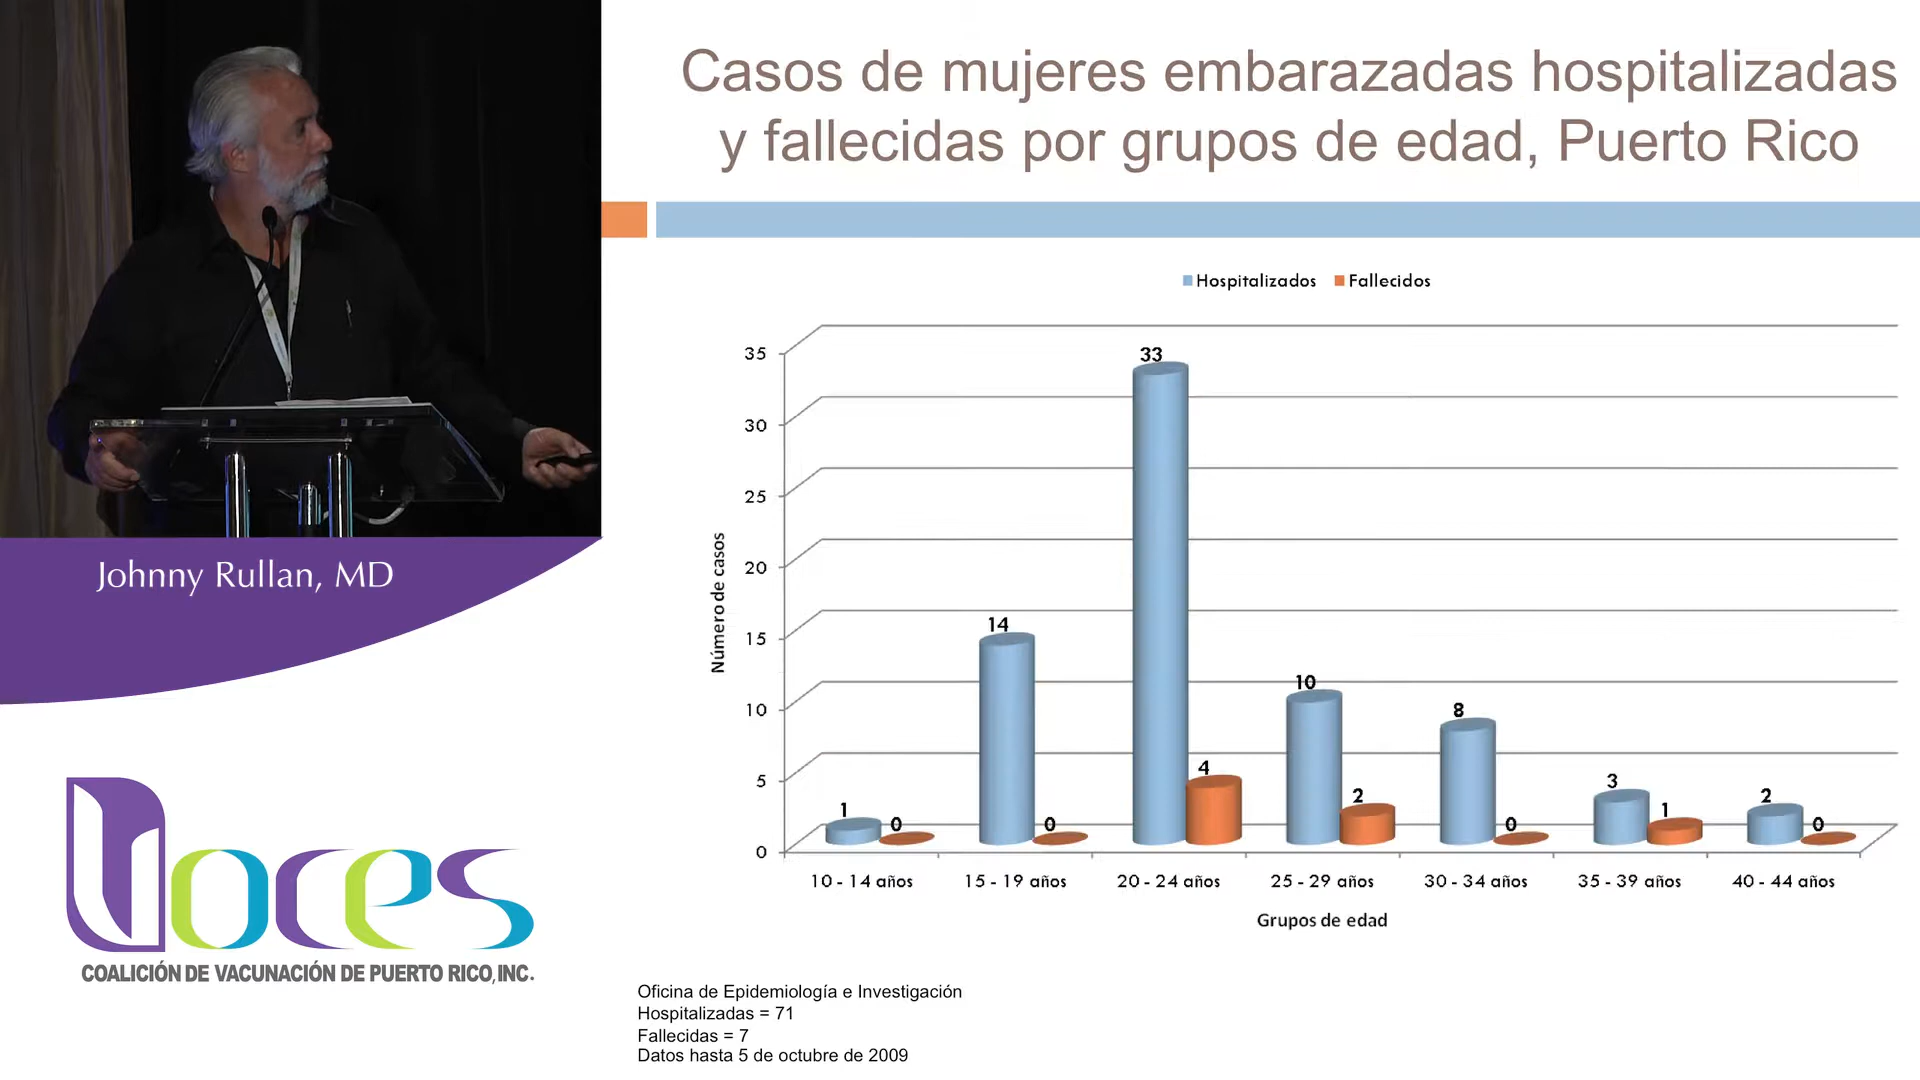 Casos de mujeres embarazadas hospitalizadas
y fallecidas por grupos de edad, Puerto Rico
Hospitalizados Fallecidos
Número de casos
35
30
25
20
15
10
5
0
1 0
14 0
33 4
10 2
8 0
3 1
2 0
10 - 14 años 15 - 19 años 20 - 24 años 25 - 29 años 30 - 34 años 35 - 39 años 40 - 44 años
Grupos de edad
Oficina de Epidemiología e Investigación
Hospitalizadas = 71
Fallecidas = 7
Datos hasta 5 de octubre de 2009
Johnny Rullan, MD
Voces
COALICIÓN DE VACUNACIÓN DE PUERTO RICO, INC.